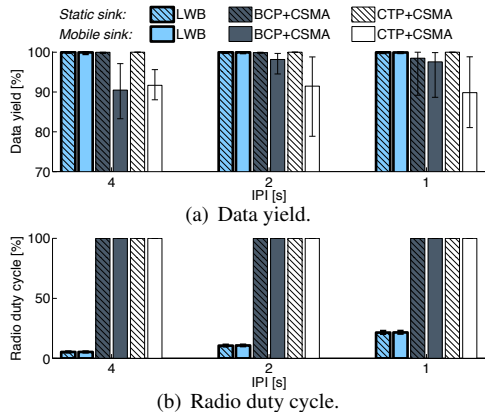 Static sink: LWB BCP+CSMA CTP+CSMA
Mobile sink: LWB BCP+CSMA CTP+CSMA
Data yield [%]
100
90
80
70
4 2 1
IPI [s]
(a) Data yield.
Radio duty cycle [%]
100
50
0
4 2 1
IPI [s]
(b) Radio duty cycle.